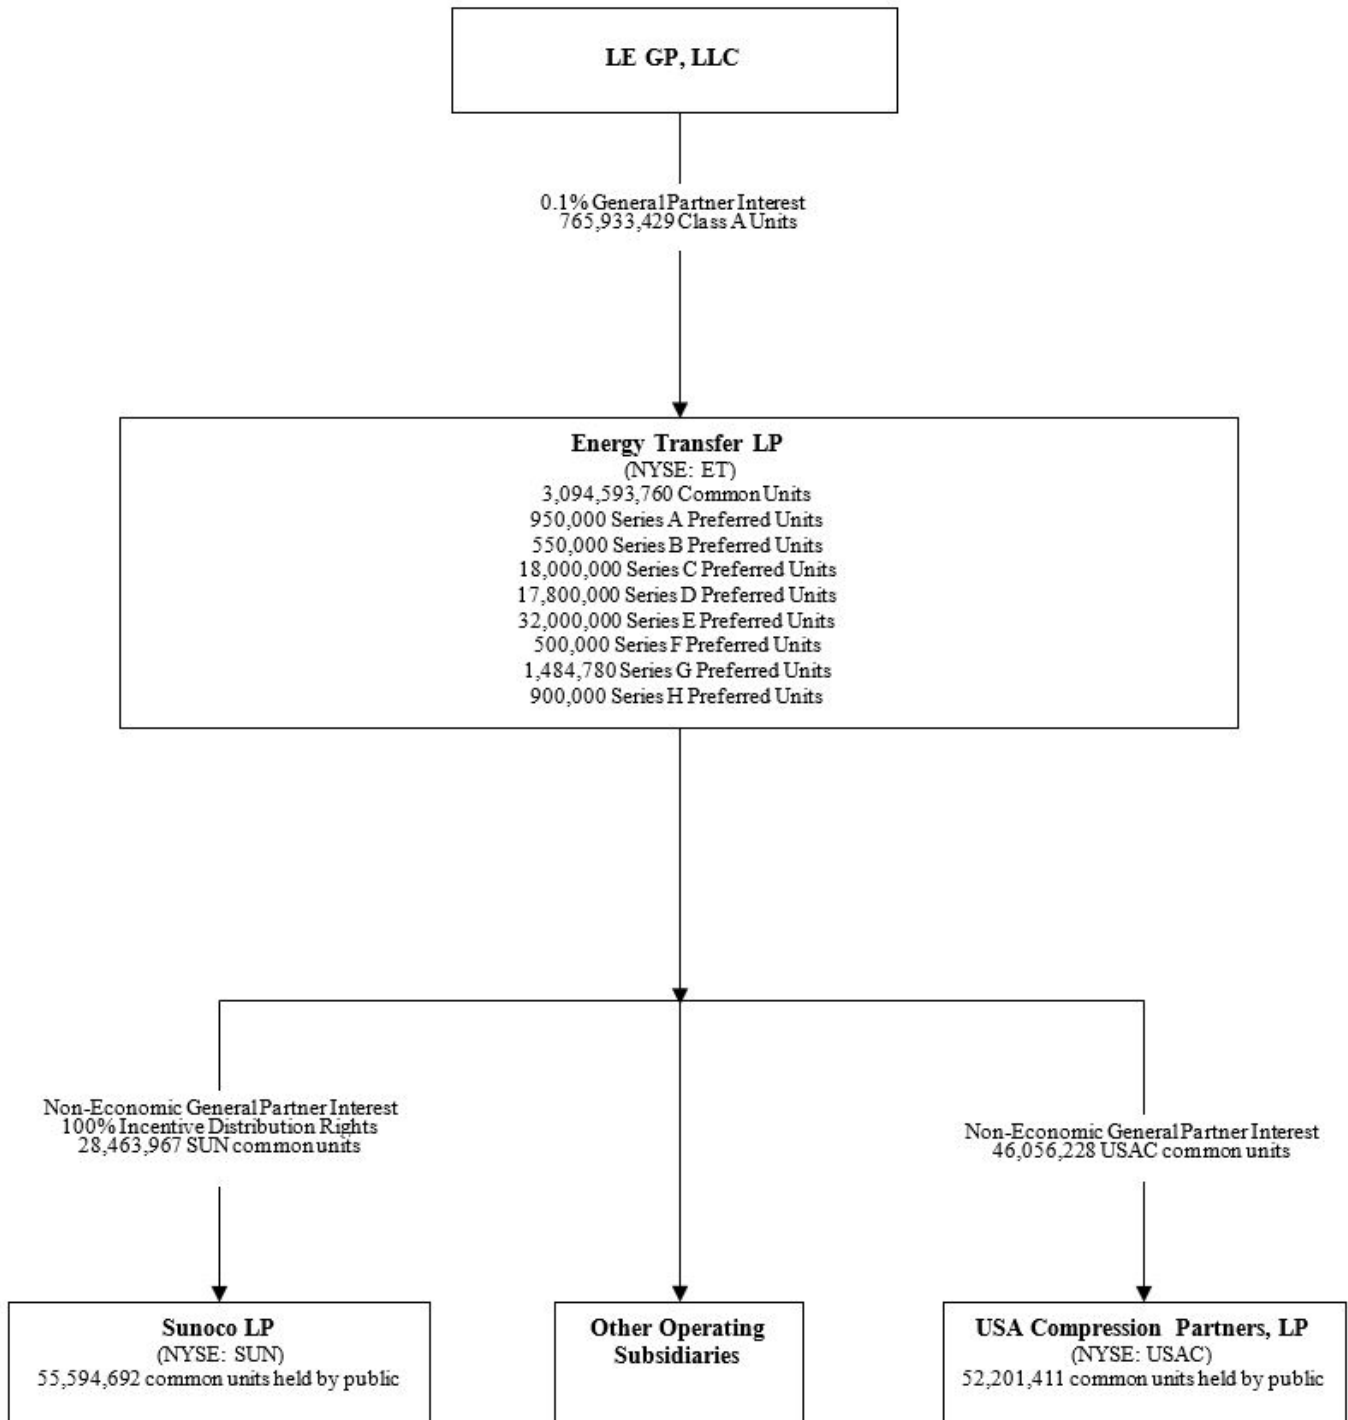 LE GP, LLC
0.1% General Partner Interest
765,933,429 Class A Units
Energy Transfer LP
(NYSE: ET)
3,094,593,760 Common Units
950,000 Series A Preferred Units
550,000 Series B Preferred Units
18,000,000 Series C Preferred Units
17,800,000 Series D Preferred Units
32,000,000 Series E Preferred Units
500,000 Series F Preferred Units
1,484,780 Series G Preferred Units
900,000 Series H Preferred Units
Non-Economic General Partner Interest
100% Incentive Distribution Rights
28,463,967 SUN common units
Non-Economic General Partner Interest
46,056,228 USAC common units
Sunoco LP
(NYSE: SUN)
55,594,692 common units held by public
Other Operating
Subsidiaries
USA Compression Partners, LP
(NYSE: USAC)
52,201,411 common units held by public